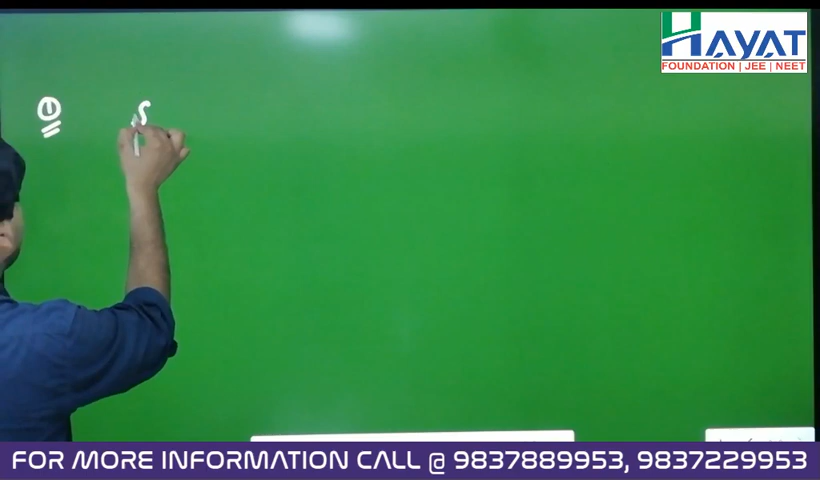 HAYAT
FOUNDATION | JEE | NEET
S
FOR MORE INFORMATION CALL @ 9837889953, 9837229953